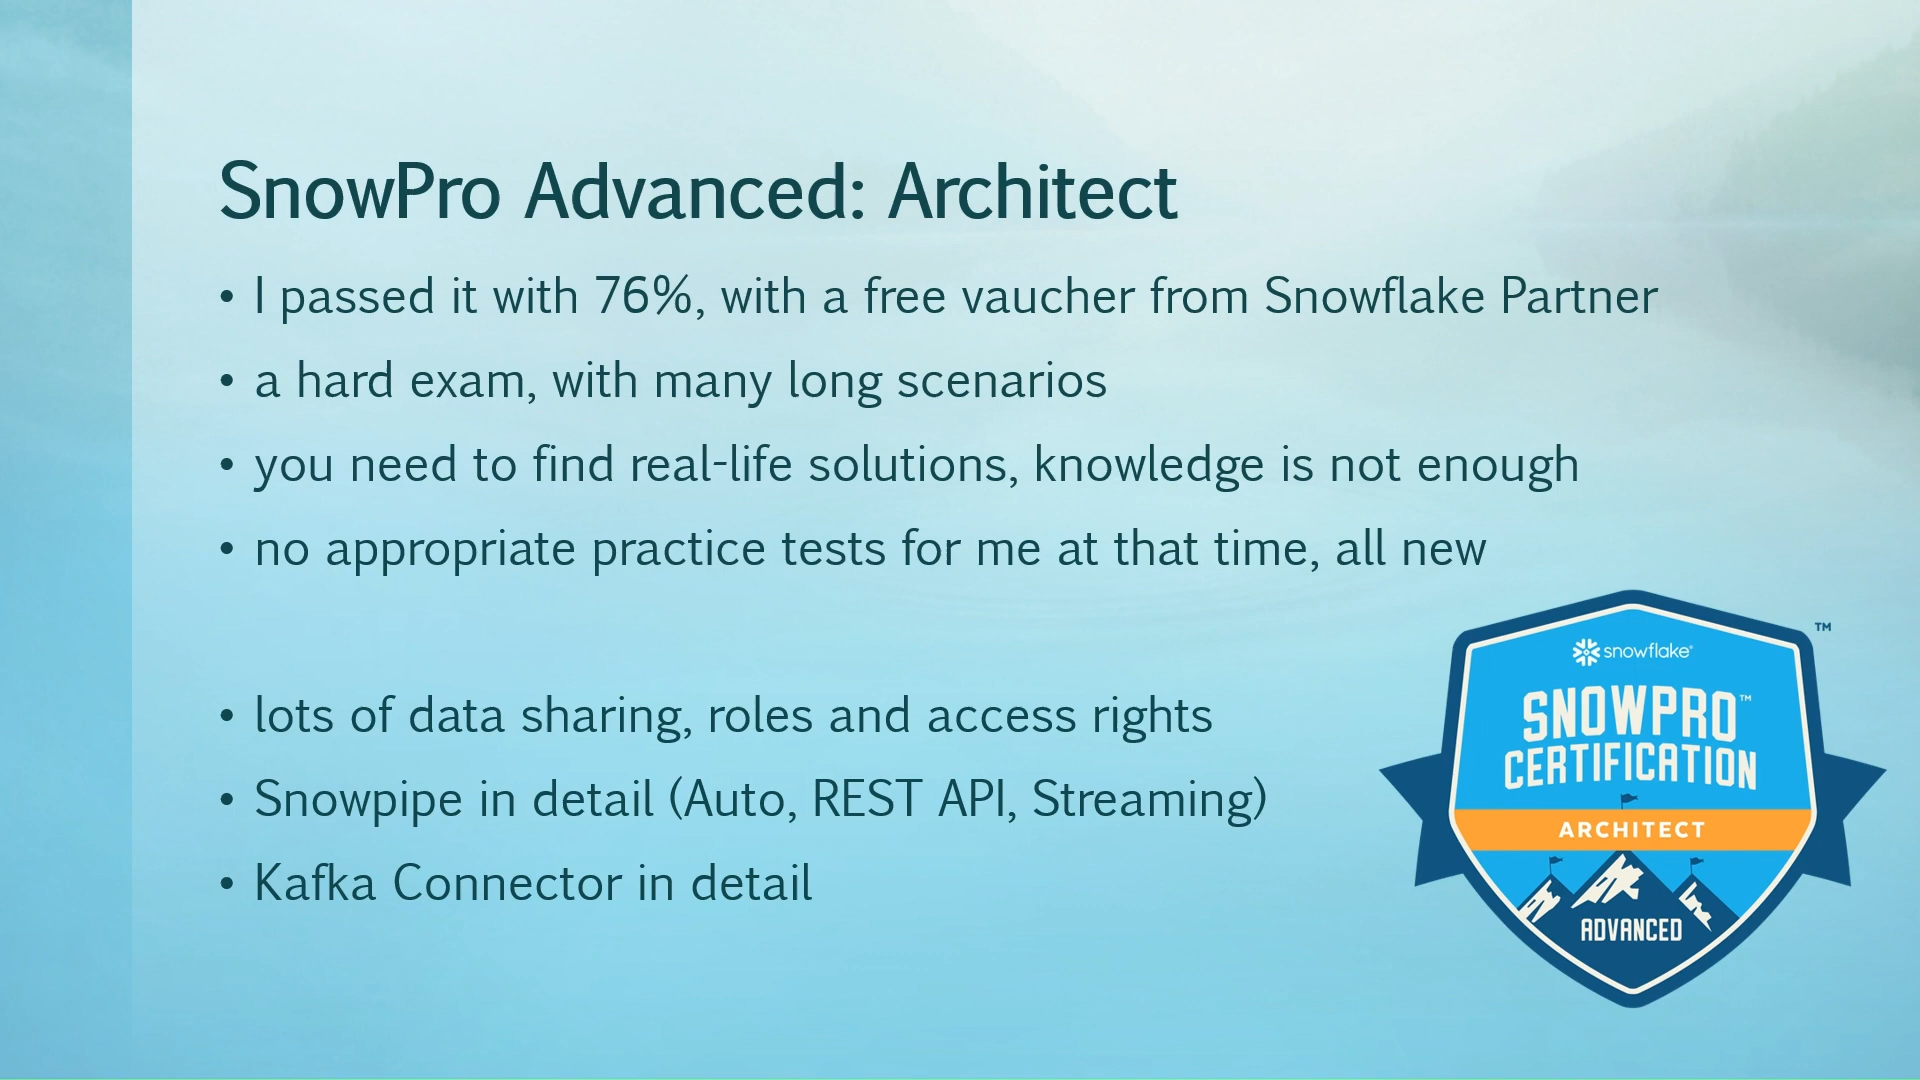 SnowPro Advanced: Architect
• I passed it with 76%, with a free vaucher from Snowflake Partner
• a hard exam, with many long scenarios
• you need to find real-life solutions, knowledge is not enough
• no appropriate practice tests for me at that time, all new
• lots of data sharing, roles and access rights
• Snowpipe in detail (Auto, REST API, Streaming)
• Kafka Connector in detail
TM
snowflake®
SNOWPRO™
CERTIFICATION
ARCHITECT
ADVANCED